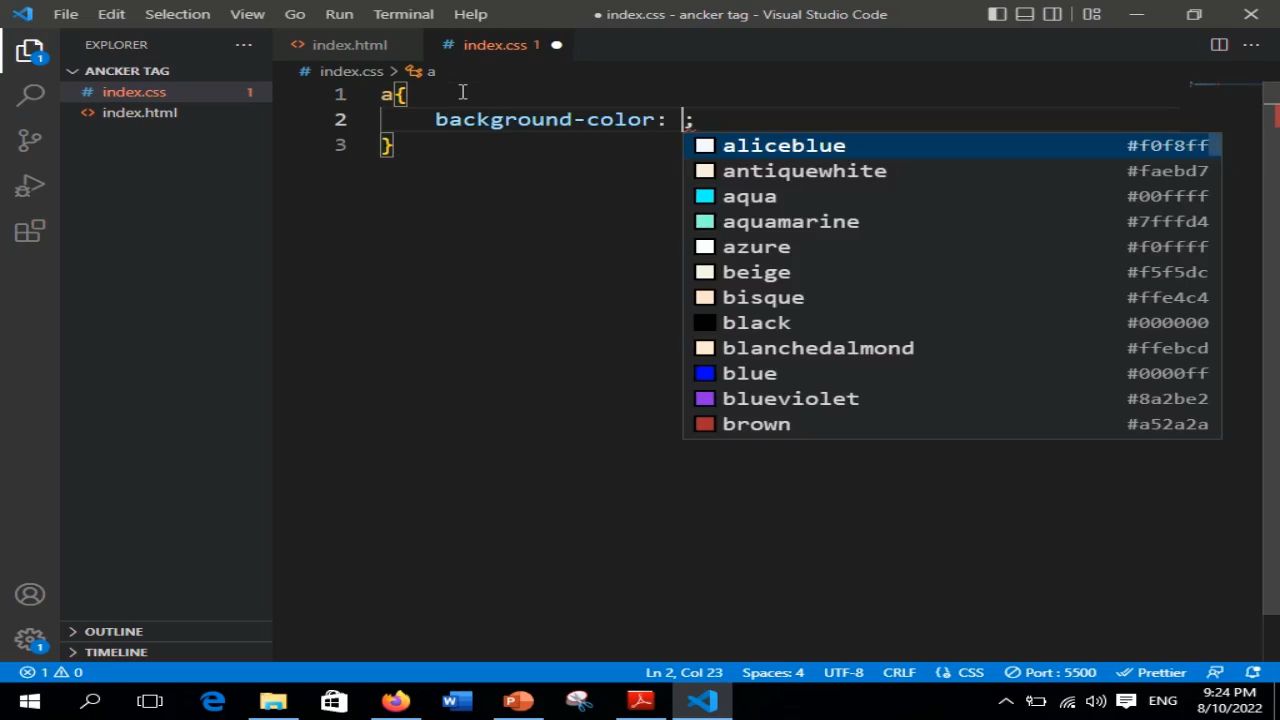 File Edit Selection View Go Run Terminal Help ● index.css - ancker tag - Visual Studio Code
EXPLORER
index.html
index.css 1
ANCKER TAG
index.css > a
index.css 1
index.html
1 a{
2 background-color: ;
3 }
aliceblue #f0f8ff
antiquewhite #faebd7
aqua #00ffff
aquamarine #7fffd4
azure #f0ffff
beige #f5f5dc
bisque #ffe4c4
black #000000
blanchedalmond #ffebcd
blue #0000ff
blueviolet #8a2be2
brown #a52a2a
1
1
OUTLINE
TIMELINE
1 0 Ln 2, Col 23 Spaces: 4 UTF-8 CRLF CSS Port : 5500 Prettier
ENG
9:24 PM
8/10/2022